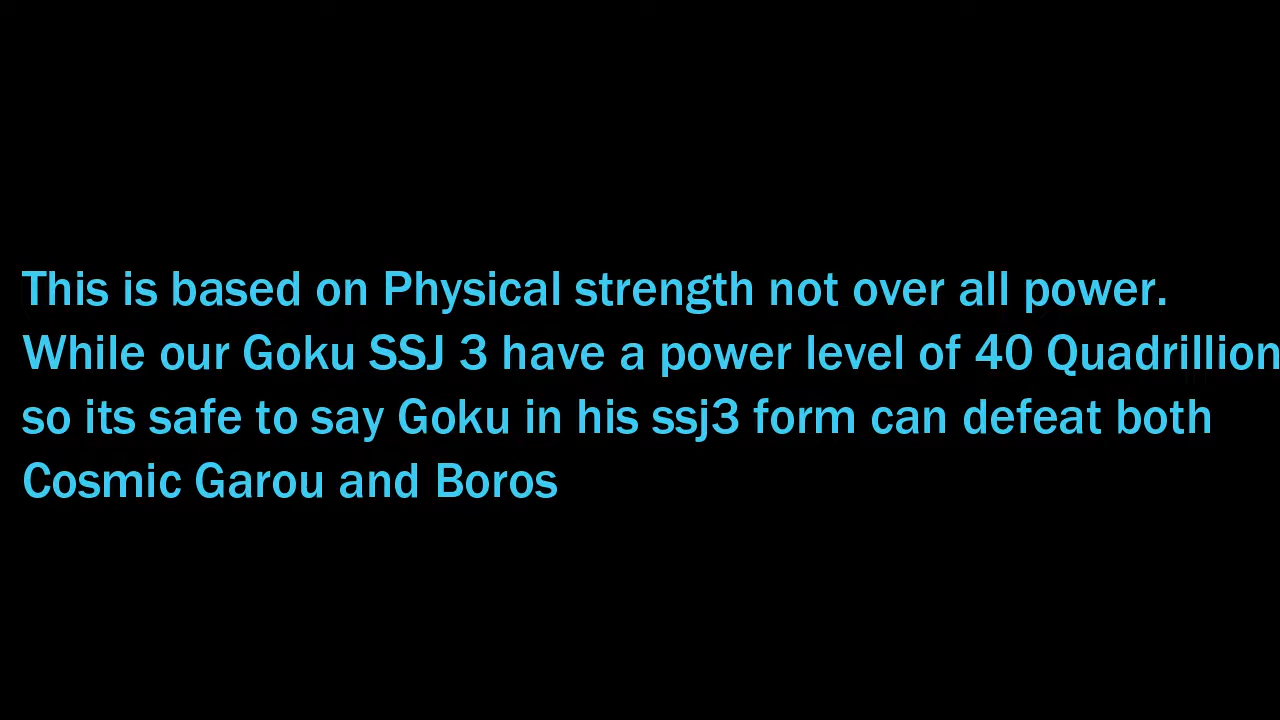 This is based on Physical strength not over all power.
While our Goku SSJ 3 have a power level of 40 Quadrillion
so its safe to say Goku in his ssj3 form can defeat both
Cosmic Garou and Boros